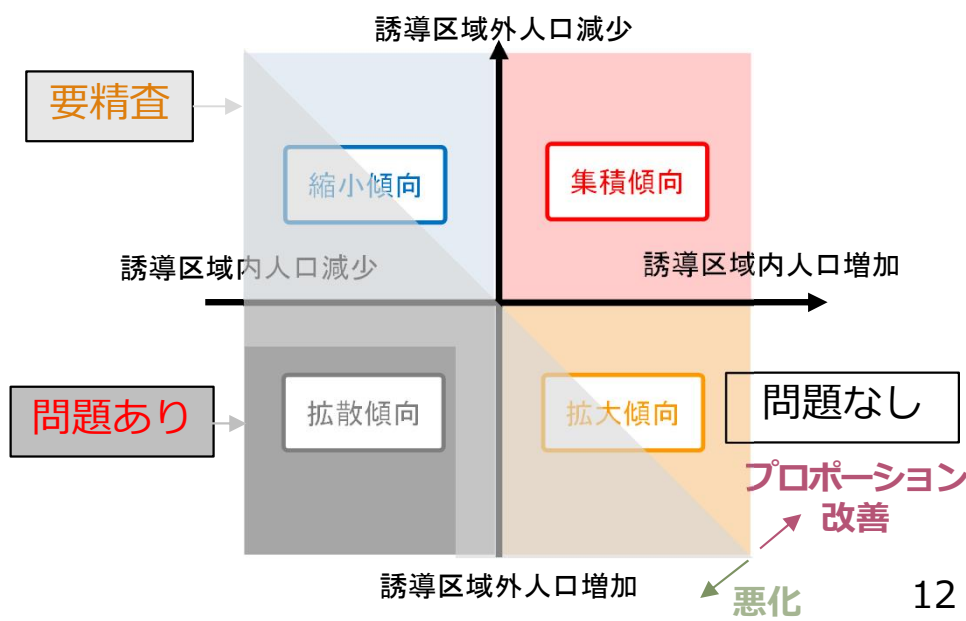 誘導区域外人口減少
要精査
縮小傾向
集積傾向
誘導区域内人口減少
誘導区域内人口増加
問題あり
拡散傾向
拡大傾向
問題なし
プロポーション
改善
誘導区域外人口増加
悪化
12